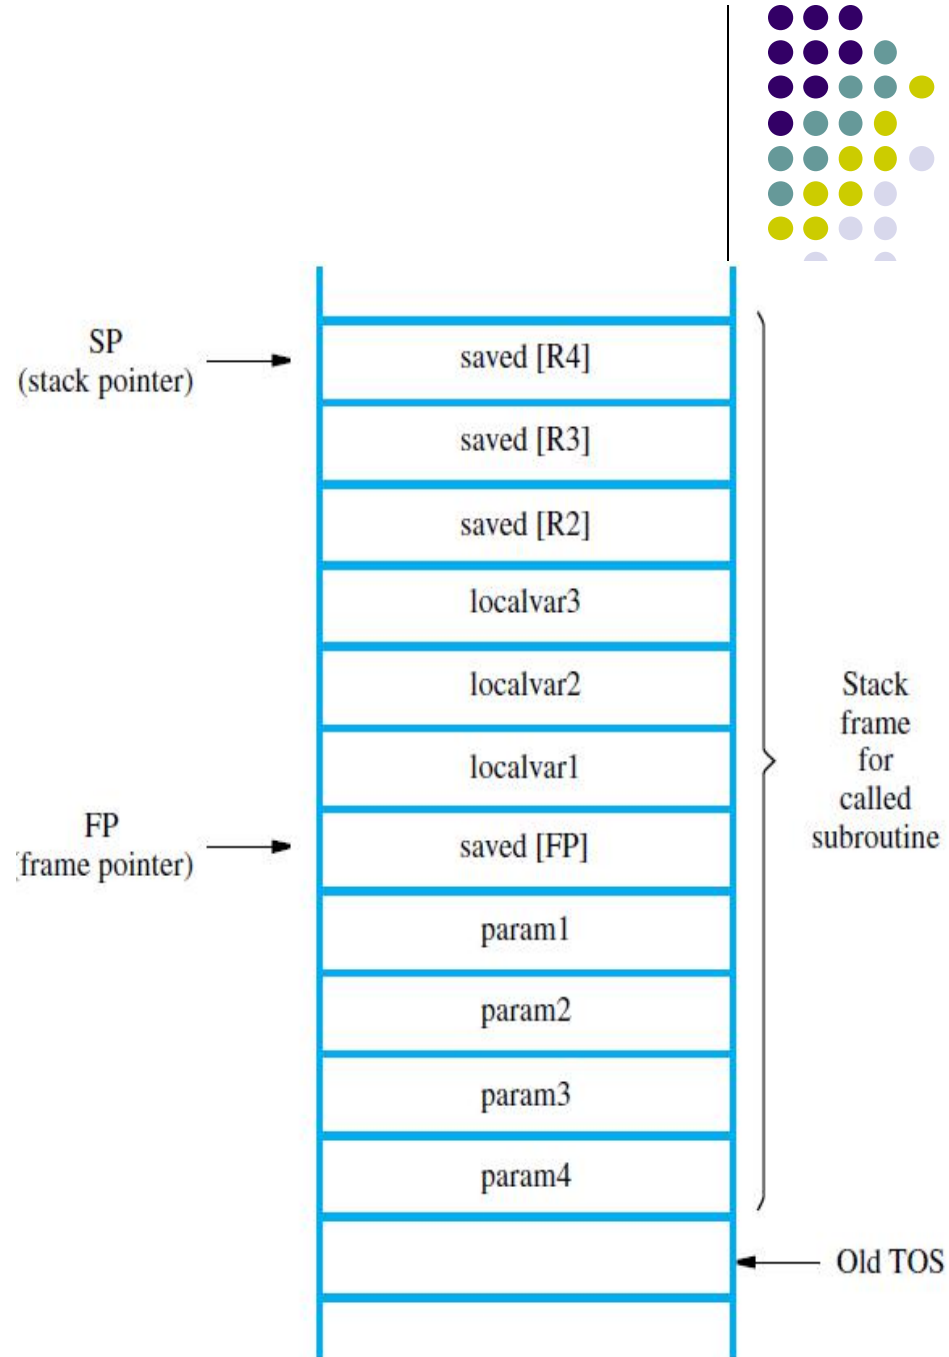 SP
(stack pointer)
saved [R4]
saved [R3]
saved [R2]
localvar3
localvar2
localvar1
FP
(frame pointer)
saved [FP]
param1
param2
param3
param4
Stack
frame
for
called
subroutine
Old TOS